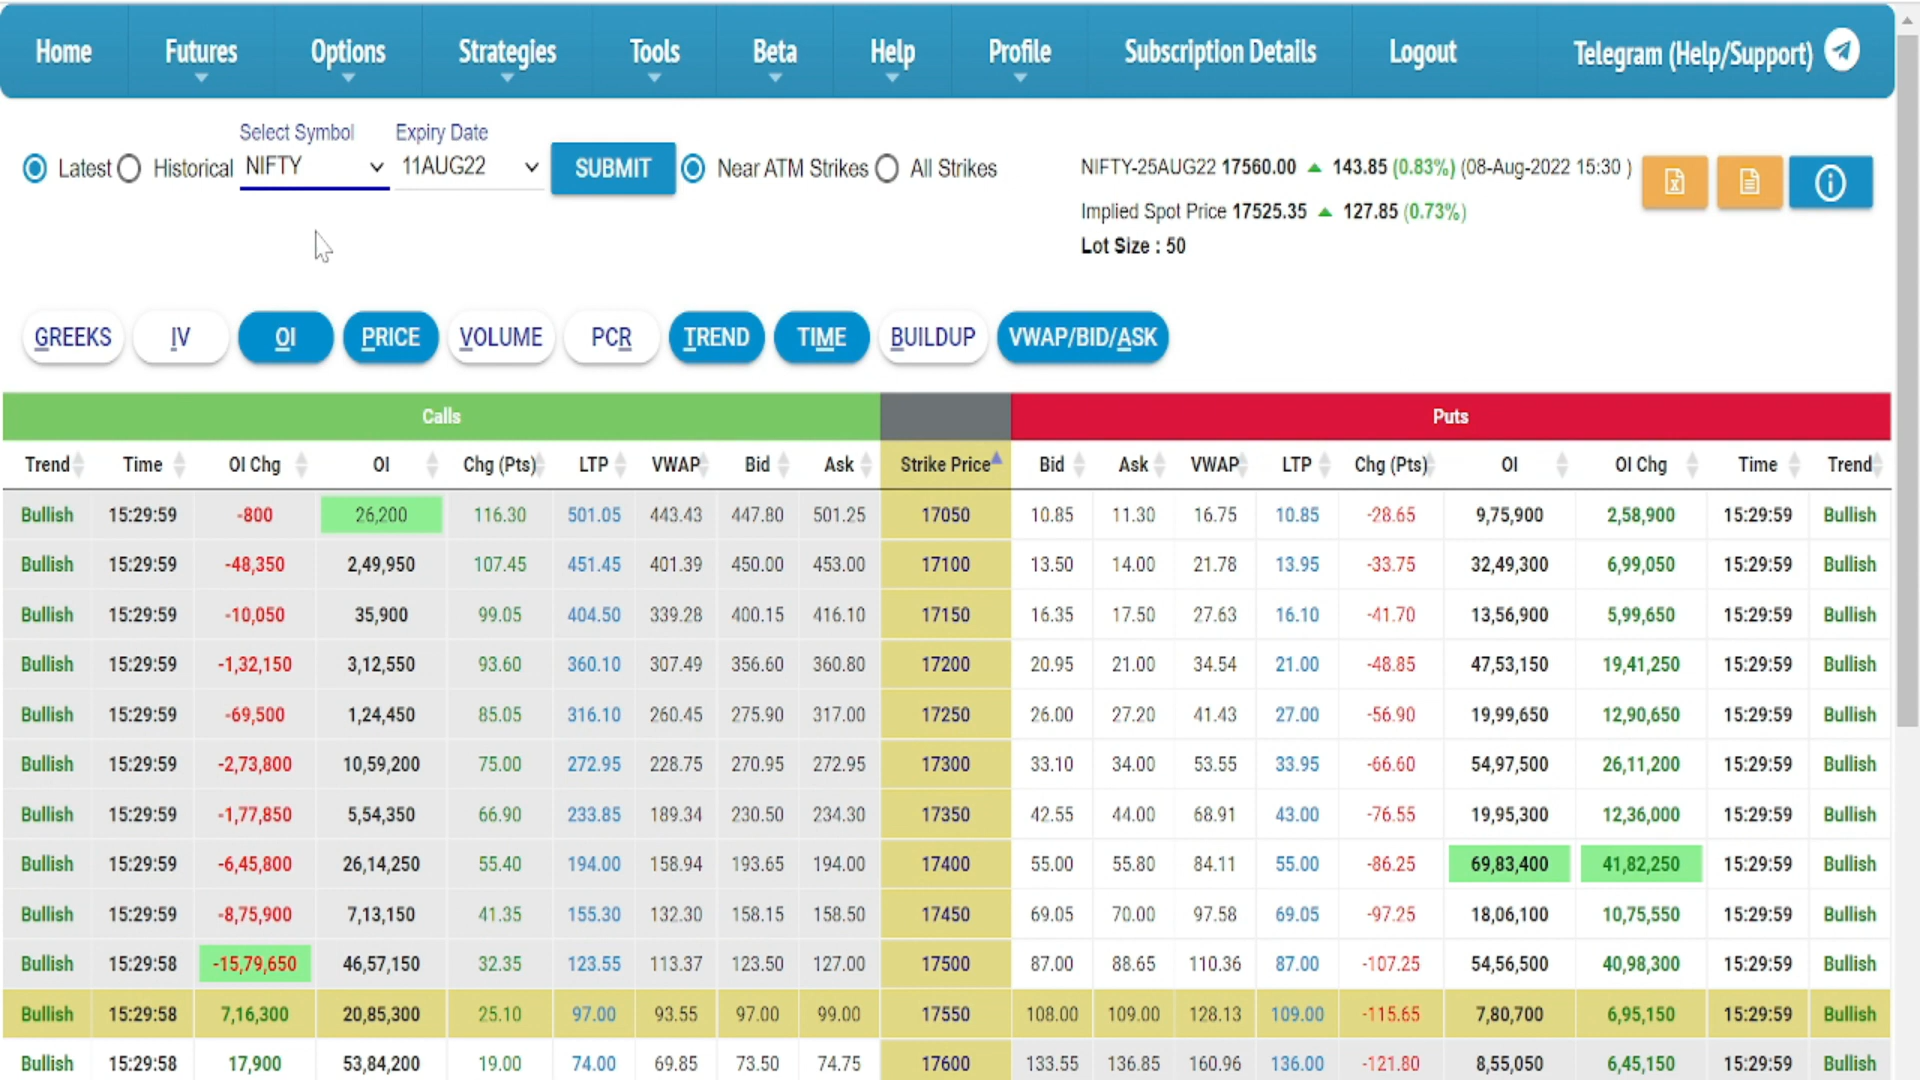 Home Futures Options Strategies Tools Beta Help Profile Subscription Details Logout Telegram (Help/Support)
Select Symbol Expiry Date
Latest Historical NIFTY 11AUG22 SUBMIT Near ATM Strikes All Strikes
NIFTY-25AUG22 17560.00 ▲ 143.85 (0.83%) (08-Aug-2022 15:30 )
Implied Spot Price 17525.35 ▲ 127.85 (0.73%)
Lot Size : 50
GREEKS IV OI PRICE VOLUME PCR TREND TIME BUILDUP VWAP/BID/ASK
Calls Puts
Trend Time OI Chg OI Chg (Pts) LTP VWAP Bid Ask Strike Price Bid Ask VWAP LTP Chg (Pts) OI OI Chg Time Trend
Bullish 15:29:59 -800 26,200 116.30 501.05 443.43 447.80 501.25 17050 10.85 11.30 16.75 10.85 -28.65 9,75,900 2,58,900 15:29:59 Bullish
Bullish 15:29:59 -48,350 2,49,950 107.45 451.45 401.39 450.00 453.00 17100 13.50 14.00 21.78 13.95 -33.75 32,49,300 6,99,050 15:29:59 Bullish
Bullish 15:29:59 -10,050 35,900 99.05 404.50 339.28 400.15 416.10 17150 16.35 17.50 27.63 16.10 -41.70 13,56,900 5,99,650 15:29:59 Bullish
Bullish 15:29:59 -1,32,150 3,12,550 93.60 360.10 307.49 356.60 360.80 17200 20.95 21.00 34.54 21.00 -48.85 47,53,150 19,41,250 15:29:59 Bullish
Bullish 15:29:59 -69,500 1,24,450 85.05 316.10 260.45 275.90 317.00 17250 26.00 27.20 41.43 27.00 -56.90 19,99,650 12,90,650 15:29:59 Bullish
Bullish 15:29:59 -2,73,800 10,59,200 75.00 272.95 228.75 270.95 272.95 17300 33.10 34.00 53.55 33.95 -66.60 54,97,500 26,11,200 15:29:59 Bullish
Bullish 15:29:59 -1,77,850 5,54,350 66.90 233.85 189.34 230.50 234.30 17350 42.55 44.00 68.91 43.00 -76.55 19,95,300 12,36,000 15:29:59 Bullish
Bullish 15:29:59 -6,45,800 26,14,250 55.40 194.00 158.94 193.65 194.00 17400 55.00 55.80 84.11 55.00 -86.25 69,83,400 41,82,250 15:29:59 Bullish
Bullish 15:29:59 -8,75,900 7,13,150 41.35 155.30 132.30 158.15 158.50 17450 69.05 70.00 97.58 69.05 -97.25 18,06,100 10,75,550 15:29:59 Bullish
Bullish 15:29:58 -15,79,650 46,57,150 32.35 123.55 113.37 123.50 127.00 17500 87.00 88.65 110.36 87.00 -107.25 54,56,500 40,98,300 15:29:59 Bullish
Bullish 15:29:58 7,16,300 20,85,300 25.10 97.00 93.55 97.00 99.00 17550 108.00 109.00 128.13 109.00 -115.65 7,80,700 6,95,150 15:29:59 Bullish
Bullish 15:29:58 17,900 53,84,200 19.00 74.00 69.85 73.50 74.75 17600 133.55 136.85 160.96 136.00 -121.80 8,55,050 6,45,150 15:29:59 Bullish